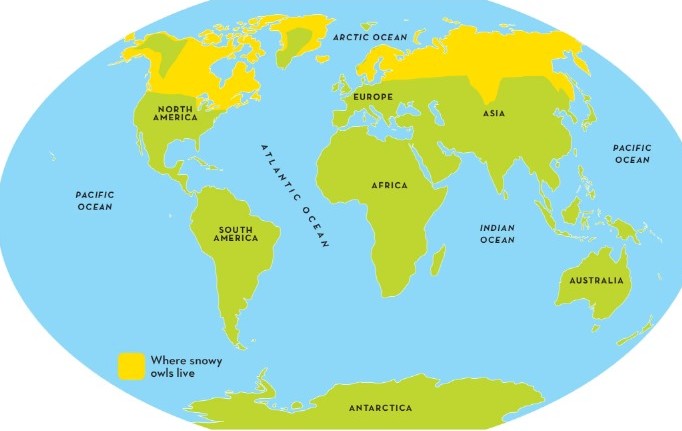 ARCTIC OCEAN
EUROPE
NORTH
AMERICA
ASIA
PACIFIC
OCEAN
ATLANTIC OCEAN
AFRICA
PACIFIC
OCEAN
SOUTH
AMERICA
INDIAN
OCEAN
AUSTRALIA
Where snowy
owls live
ANTARCTICA